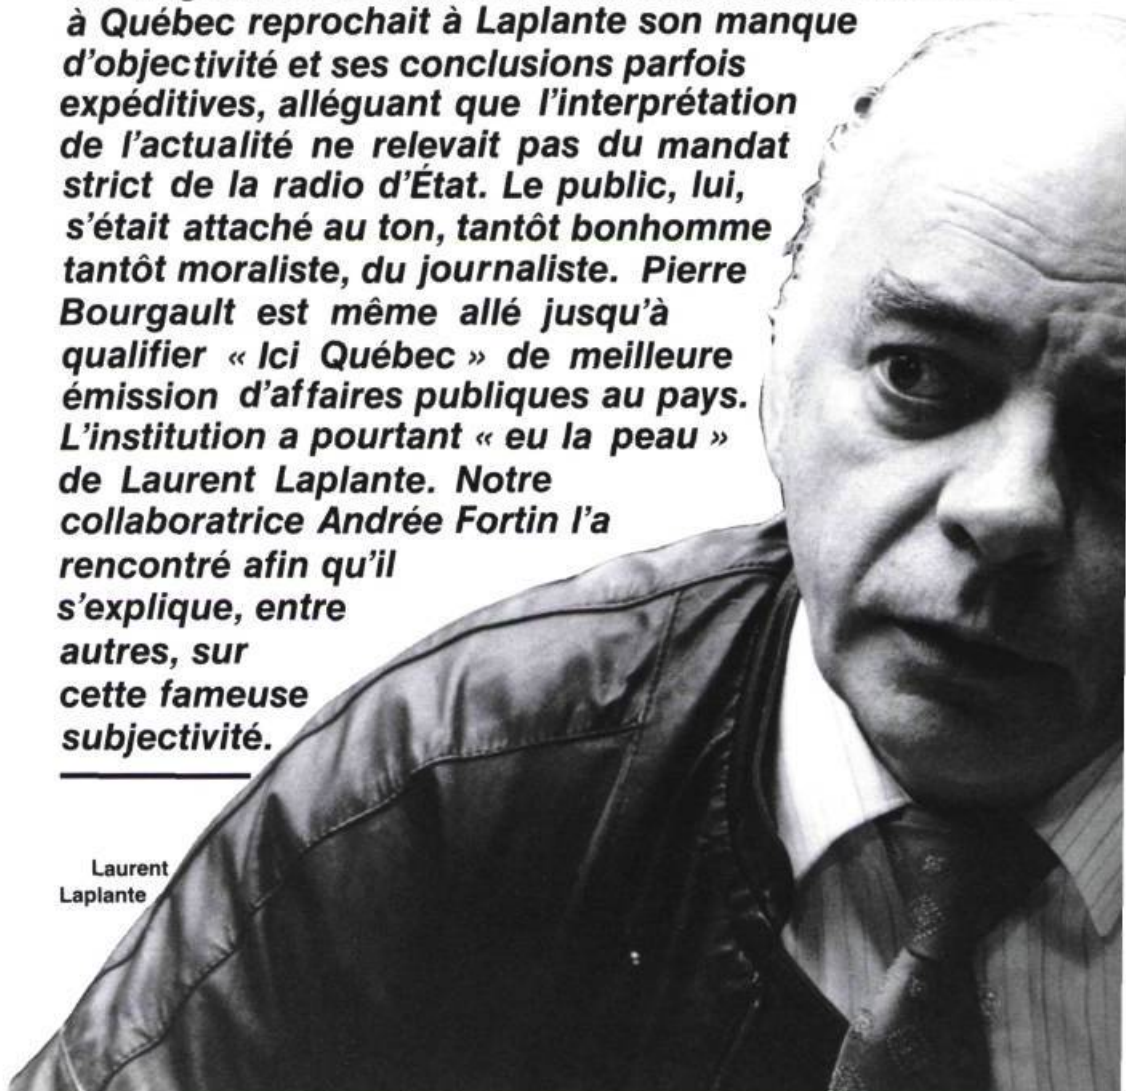 à Québec reprochait à Laplante son manque
d'objectivité et ses conclusions parfois
expéditives, alléguant que l'interprétation
de l'actualité ne relevait pas du mandat
strict de la radio d'État. Le public, lui,
s'était attaché au ton, tantôt bonhomme
tantôt moraliste, du journaliste. Pierre
Bourgault est même allé jusqu'à
qualifier « Ici Québec » de meilleure
émission d'affaires publiques au pays.
L'institution a pourtant « eu la peau »
de Laurent Laplante. Notre
collaboratrice Andrée Fortin l'a
rencontré afin qu'il
s'explique, entre
autres, sur
cette fameuse
subjectivité.
Laurent
Laplante